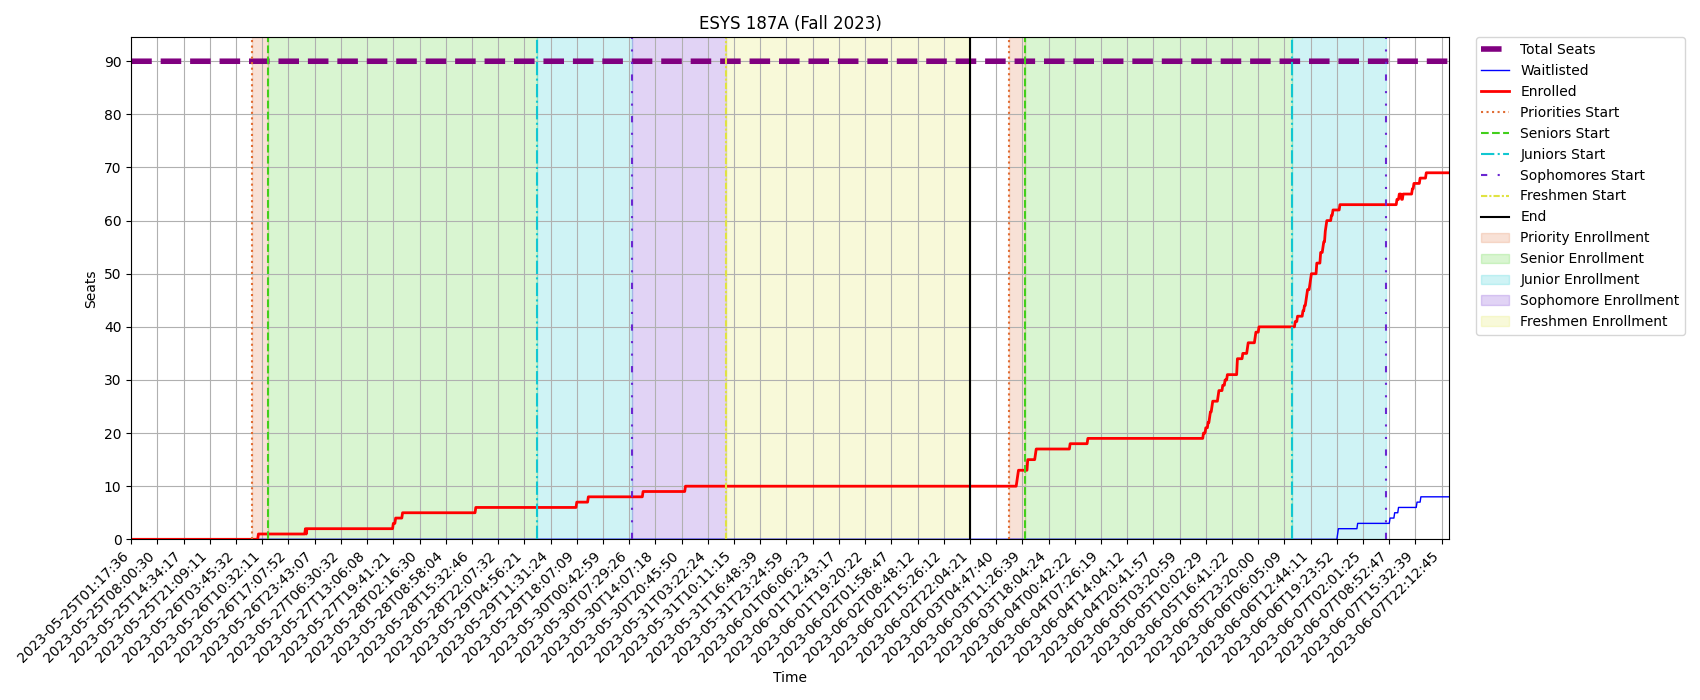 ESYS 187A (Fall 2023)
Seats
90
80
70
60
50
40
30
20
10
0
2023-05-25T01:17:36
2023-05-25T08:00:30
2023-05-25T14:34:17
2023-05-25T21:09:11
2023-05-26T03:45:32
2023-05-26T10:32:11
2023-05-26T17:07:52
2023-05-26T23:43:07
2023-05-27T06:30:32
2023-05-27T13:06:08
2023-05-27T19:41:21
2023-05-28T02:16:30
2023-05-28T08:58:04
2023-05-28T15:32:46
2023-05-28T22:07:32
2023-05-29T04:56:21
2023-05-29T11:31:24
2023-05-29T18:07:09
2023-05-30T00:42:59
2023-05-30T07:29:26
2023-05-30T14:07:18
2023-05-30T20:45:50
2023-05-31T03:22:24
2023-05-31T10:11:15
2023-05-31T16:48:39
2023-05-31T23:24:59
2023-06-01T06:06:23
2023-06-01T12:43:17
2023-06-01T19:20:22
2023-06-02T01:58:47
2023-06-02T08:48:12
2023-06-02T15:26:12
2023-06-02T22:04:21
2023-06-03T04:47:40
2023-06-03T11:26:39
2023-06-03T18:04:24
2023-06-04T00:42:22
2023-06-04T07:26:19
2023-06-04T14:04:12
2023-06-04T20:41:57
2023-06-05T03:20:59
2023-06-05T10:02:29
2023-06-05T16:41:22
2023-06-05T23:20:00
2023-06-06T06:05:09
2023-06-06T12:44:11
2023-06-06T19:23:52
2023-06-07T02:01:25
2023-06-07T08:52:47
2023-06-07T15:32:39
2023-06-07T22:12:45
Time
Total Seats
Waitlisted
Enrolled
Priorities Start
Seniors Start
Juniors Start
Sophomores Start
Freshmen Start
End
Priority Enrollment
Senior Enrollment
Junior Enrollment
Sophomore Enrollment
Freshmen Enrollment